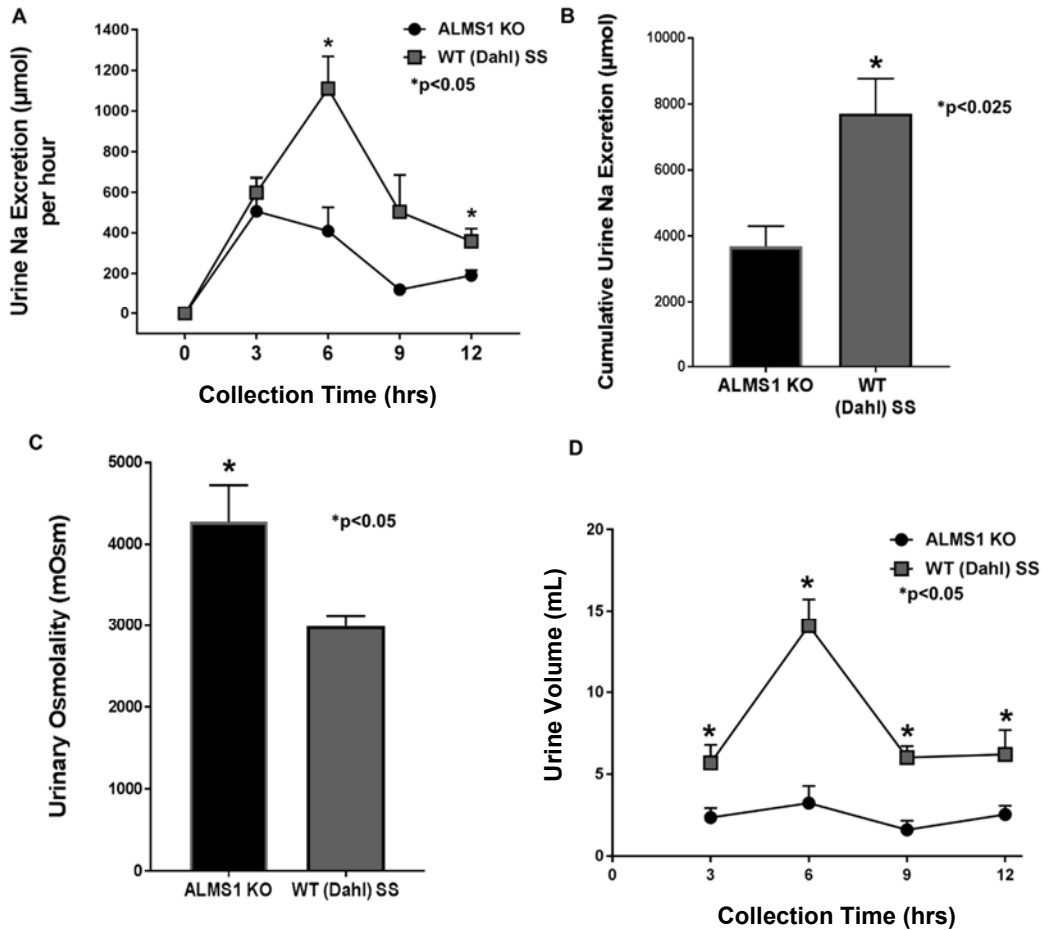 A
Urine Na Excretion (µmol)
per hour
1400
1200
1000
800
600
400
200
0
0 3 6 9 12
Collection Time (hrs)
ALMS1 KO
WT (Dahl) SS
*p<0.05
*
*
B
Cumulative Urine Na Excretion (µmol)
10000
8000
6000
4000
2000
0
*
*p<0.025
ALMS1 KO WT
(Dahl) SS
C
Urinary Osmolality (mOsm)
5000
4000
3000
2000
1000
0
*
*p<0.05
ALMS1 KO WT (Dahl) SS
D
Urine Volume (mL)
20
15
10
5
0
0 3 6 9 12
Collection Time (hrs)
ALMS1 KO
WT (Dahl) SS
*p<0.05
*
* * *